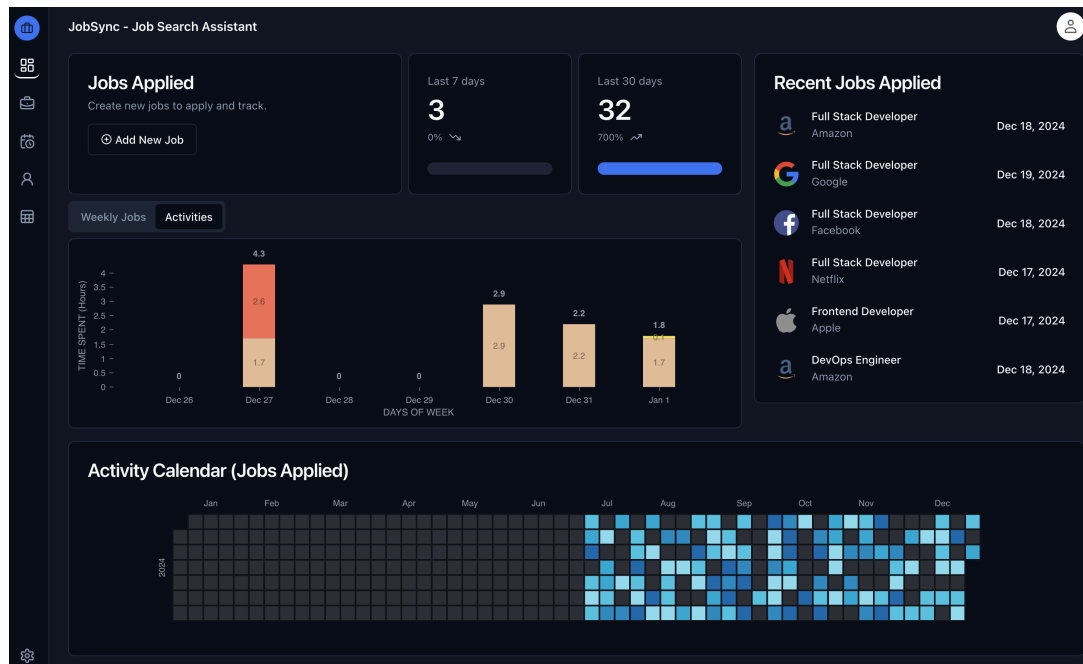 JobSync - Job Search Assistant
Jobs Applied
Create new jobs to apply and track.
Add New Job
Last 7 days
3
0%
Last 30 days
32
700%
Recent Jobs Applied
Full Stack Developer
Amazon
Dec 18, 2024
Full Stack Developer
Google
Dec 19, 2024
Full Stack Developer
Facebook
Dec 18, 2024
Full Stack Developer
Netflix
Dec 17, 2024
Frontend Developer
Apple
Dec 17, 2024
DevOps Engineer
Amazon
Dec 18, 2024
Weekly Jobs Activities
TIME SPENT (Hours)
4
3.5
3
2.5
2
1.5
1
0.5
0
0
4.3
2.6
1.7
0
0
2.9
2.9
2.2
2.2
1.8
0.1
1.7
Dec 26 Dec 27 Dec 28 Dec 29 Dec 30 Dec 31 Jan 1
DAYS OF WEEK
Activity Calendar (Jobs Applied)
Jan Feb Mar Apr May Jun Jul Aug Sep Oct Nov Dec
2024